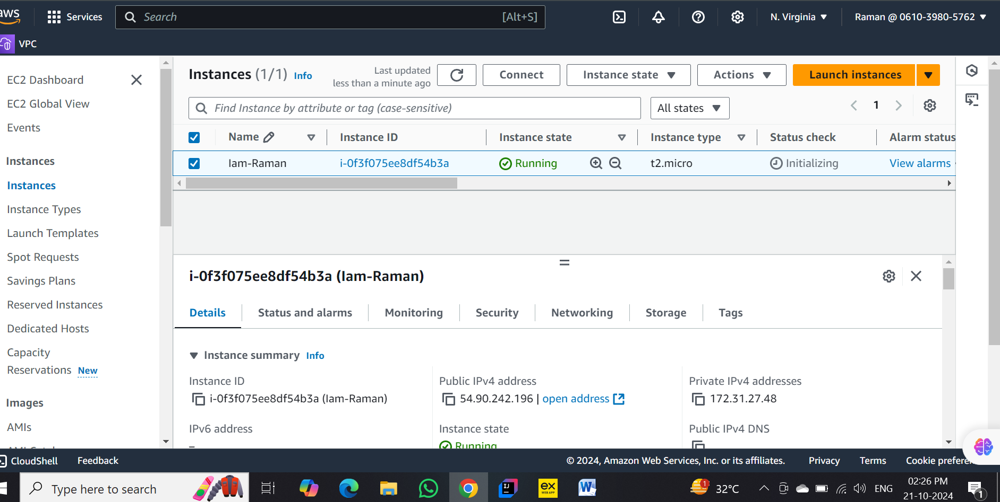 aws
Services
Search
[Alt+S]
N. Virginia
Raman @ 0610-3980-5762
VPC
EC2 Dashboard
EC2 Global View
Events
Instances
Instances
Instance Types
Launch Templates
Spot Requests
Savings Plans
Reserved Instances
Dedicated Hosts
Capacity
Reservations New
Images
AMIs
Instances (1/1) Info
Last updated
less than a minute ago
Connect
Instance state
Actions
Launch instances
Find Instance by attribute or tag (case-sensitive)
All states
1
Name Instance ID Instance state Instance type Status check Alarm status
Iam-Raman i-0f3f075ee8df54b3a Running t2.micro Initializing View alarms
i-0f3f075ee8df54b3a (Iam-Raman)
Details Status and alarms Monitoring Security Networking Storage Tags
Instance summary Info
Instance ID
i-0f3f075ee8df54b3a (Iam-Raman)
Public IPv4 address
54.90.242.196 | open address
Private IPv4 addresses
172.31.27.48
IPv6 address
–
Instance state
Running
Public IPv4 DNS
CloudShell Feedback
© 2024, Amazon Web Services, Inc. or its affiliates. Privacy Terms Cookie prefere
Type here to search
IJ
ex
WEB APP
W
1
32°C
ENG
02:26 PM
21-10-2024
1